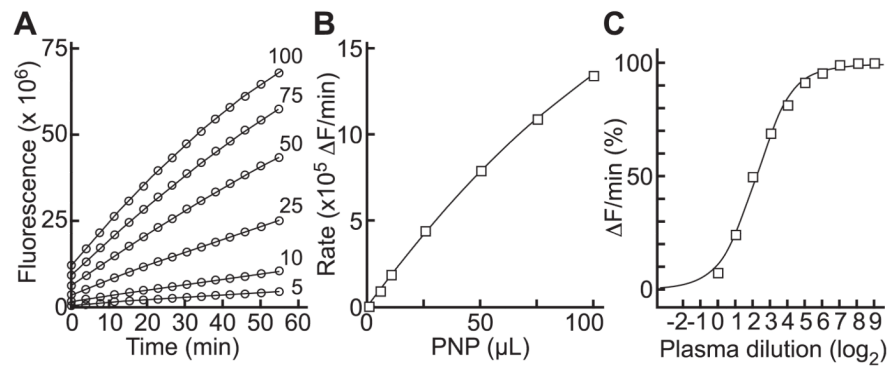 A
Fluorescence (x 10⁶)
75
50
25
0
100
75
50
25
10
5
0 10 20 30 40 50 60
Time (min)
B
Rate (x10⁵ ΔF/min)
15
10
5
0
0 50 100
PNP (µL)
C
ΔF/min (%)
100
50
0
-2-1 0 1 2 3 4 5 6 7 8 9
Plasma dilution (log₂)